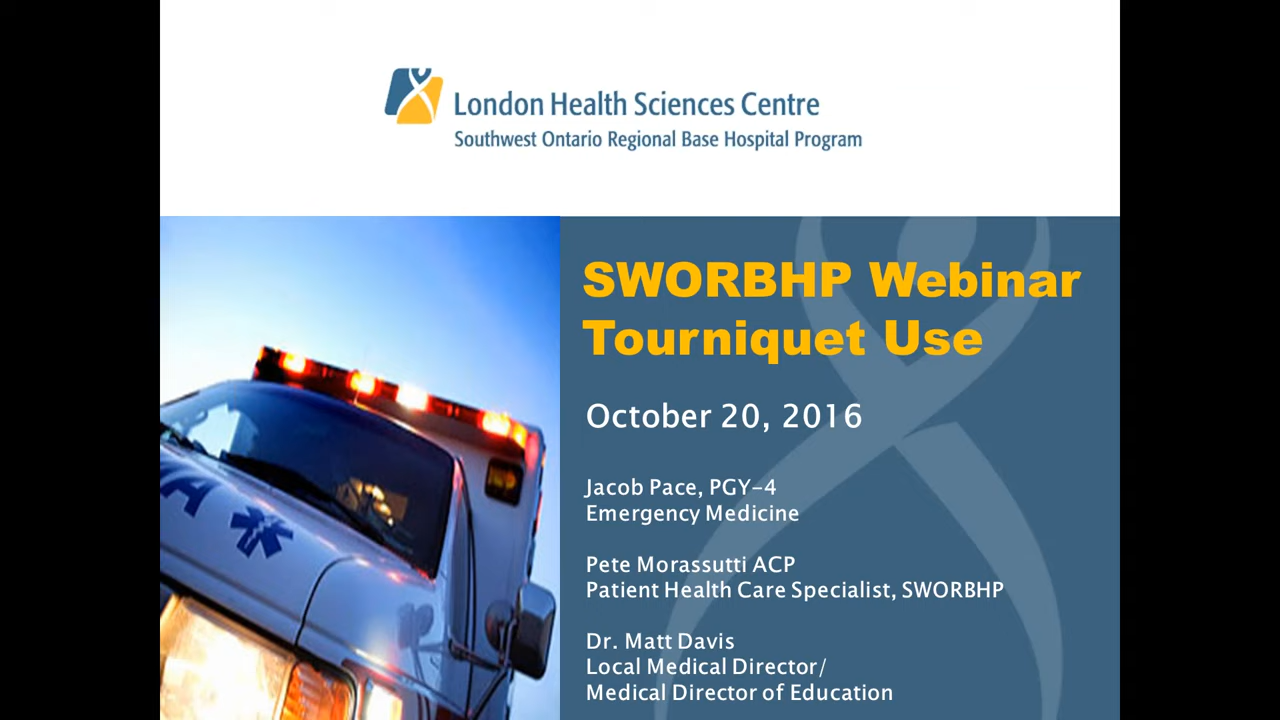 London Health Sciences Centre
Southwest Ontario Regional Base Hospital Program
SWORBHP Webinar
Tourniquet Use
October 20, 2016
Jacob Pace, PGY-4
Emergency Medicine
Pete Morassutti ACP
Patient Health Care Specialist, SWORBHP
Dr. Matt Davis
Local Medical Director/
Medical Director of Education